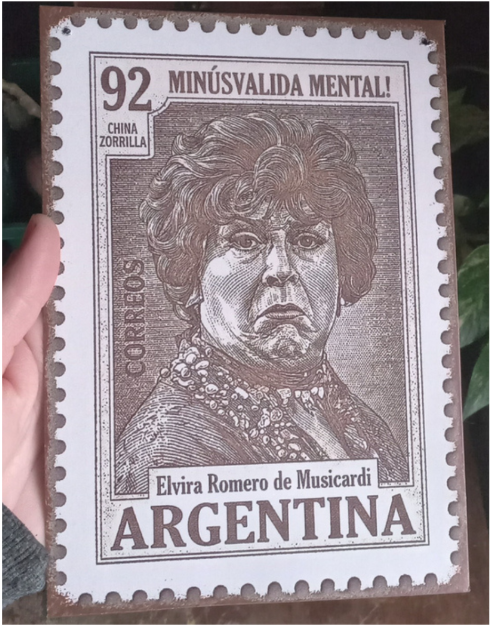 92 MINÚSVALIDA MENTAL!
CHINA
ZORRILLA
CORREOS
Elvira Romero de Musicardi
ARGENTINA